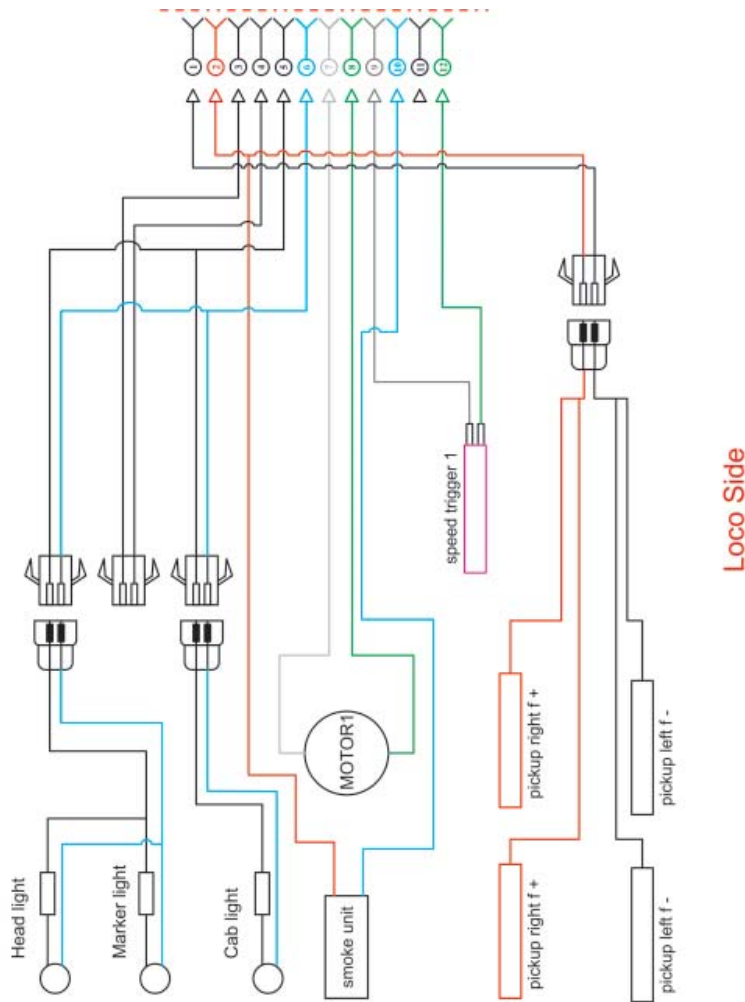 1
2
3
4
5
6
7
8
9
10
11
12
speed trigger 1
MOTOR1
Head light
Marker light
Cab light
smoke unit
pickup right f +
pickup right f +
pickup left f -
pickup left f -
Loco Side